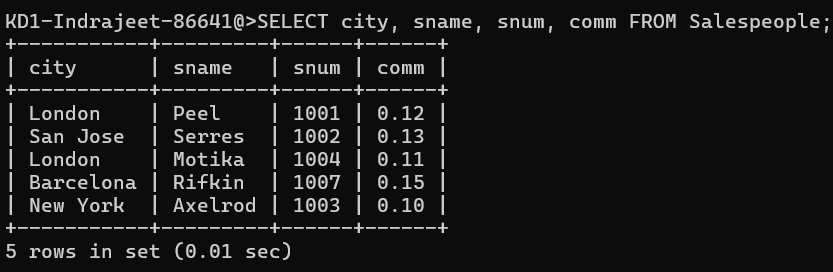 KD1-Indrajeet-86641@>SELECT city, sname, snum, comm FROM Salespeople;
+-----------+---------+------+------+
| city      | sname   | snum | comm |
+-----------+---------+------+------+
| London    | Peel    | 1001 | 0.12 |
| San Jose  | Serres  | 1002 | 0.13 |
| London    | Motika  | 1004 | 0.11 |
| Barcelona | Rifkin  | 1007 | 0.15 |
| New York  | Axelrod | 1003 | 0.10 |
+-----------+---------+------+------+
5 rows in set (0.01 sec)